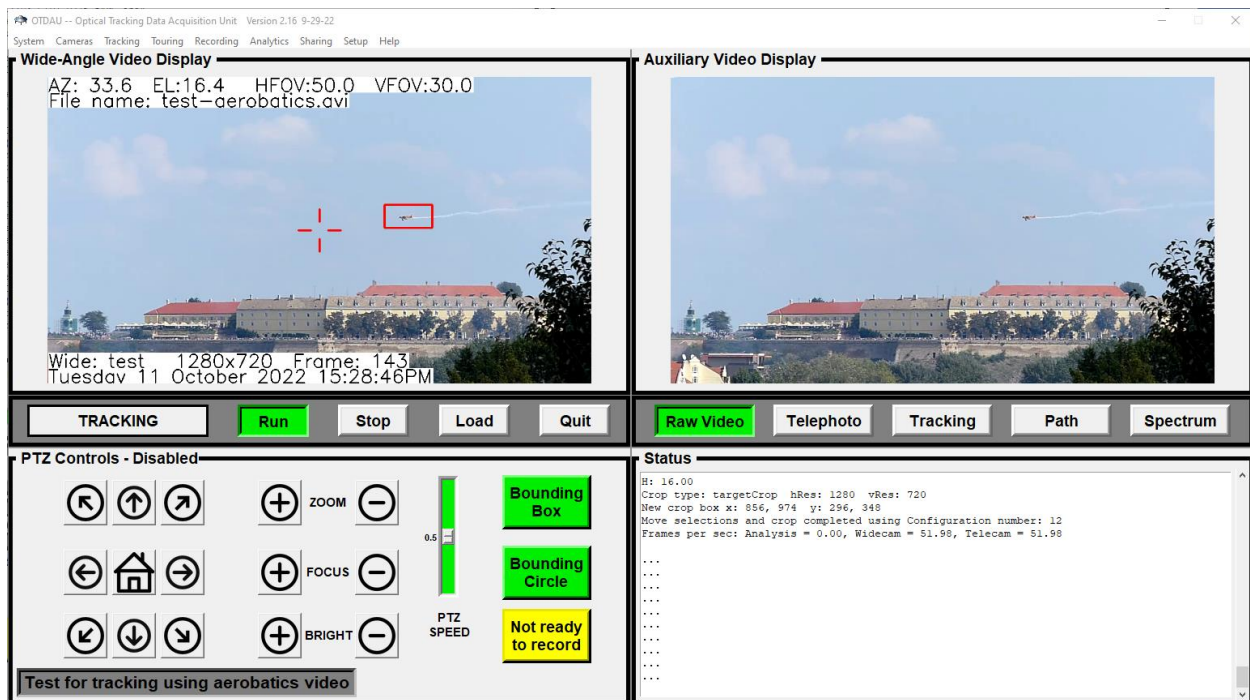 OTDAU -- Optical Tracking Data Acquisition Unit Version 2.16 9-29-22
System Cameras Tracking Touring Recording Analytics Sharing Setup Help
Wide-Angle Video Display
AZ: 33.6 EL:16.4 HFOV:50.0 VFOV:30.0
File name: test-aerobatics.avi
Wide: test 1280x720 Frame: 143
Tuesday 11 October 2022 15:28:46PM
Auxiliary Video Display
TRACKING Run Stop Load Quit
Raw Video Telephoto Tracking Path Spectrum
PTZ Controls - Disabled
ZOOM
FOCUS
BRIGHT
0.5
PTZ
SPEED
Bounding
Box
Bounding
Circle
Not ready
to record
Test for tracking using aerobatics video
Status
H: 16.00
Crop type: targetCrop hRes: 1280 vRes: 720
New crop box x: 856, 974 y: 296, 348
Move selections and crop completed using Configuration number: 12
Frames per sec: Analysis = 0.00, Widecam = 51.98, Telecam = 51.98
...
...
...
...
...
...
...
...
...
...